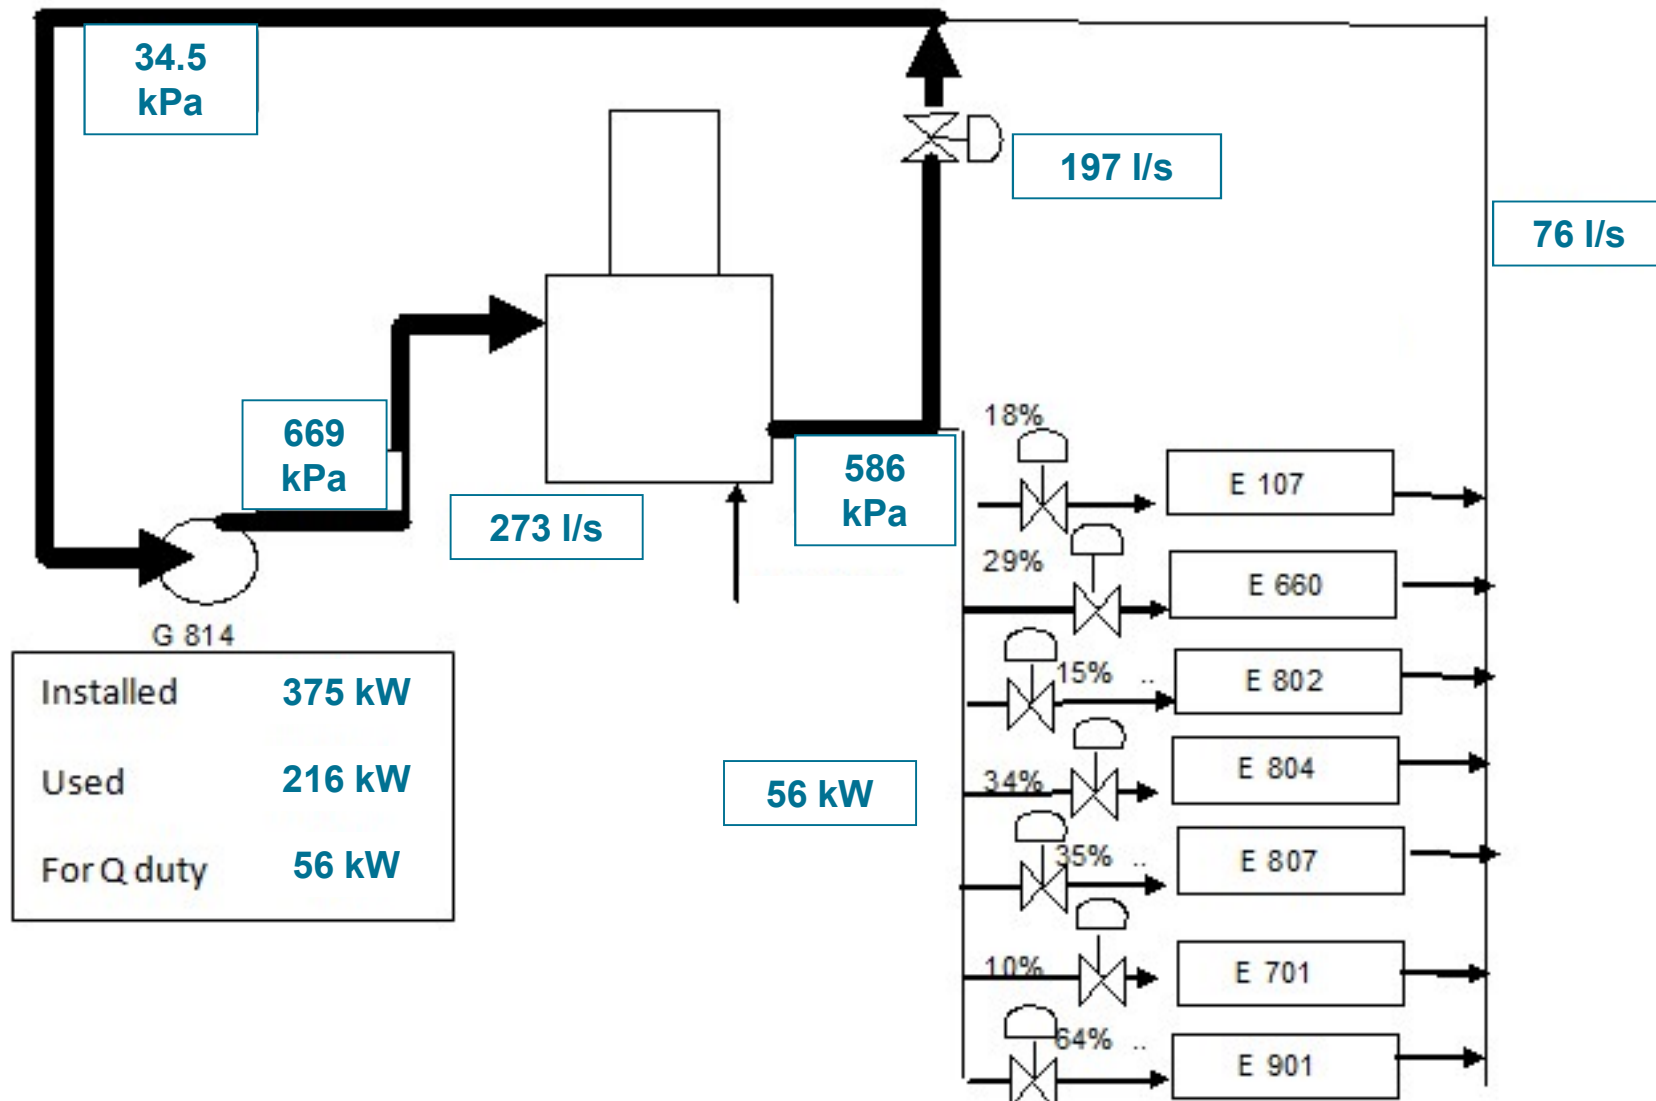 34.5
kPa
197 l/s
76 l/s
669
kPa
273 l/s
586
kPa
18%
E 107
29%
E 660
G 814
Installed 375 kW
Used 216 kW
For Q duty 56 kW
15% ..
E 802
56 kW
34%
E 804
35% ..
E 807
10%
E 701
64% ..
E 901